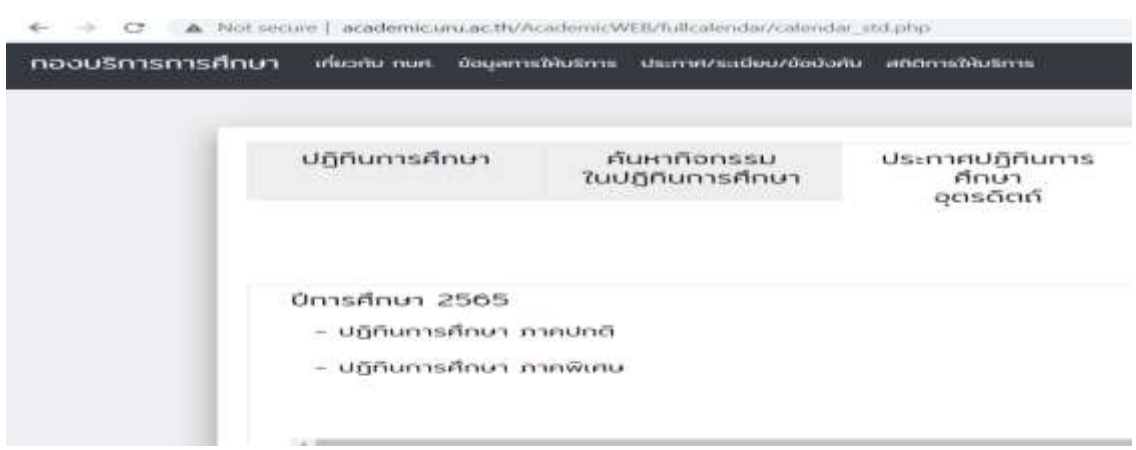 Not secure | academic.uru.ac.th/AcademicWEB/fullcalendar/calendar_std.php
กองบริการการศึกษา เกี่ยวกับ กบศ. ข้อมูลการให้บริการ ประกาศ/ระเบียบ/ข้อบังคับ สถิติการให้บริการ
ปฏิทินการศึกษา
ค้นหากิจกรรม
ในปฏิทินการศึกษา
ประกาศปฏิทินการ
ศึกษา
อุตรดิตถ์
ปีการศึกษา 2565
- ปฏิทินการศึกษา ภาคปกติ
- ปฏิทินการศึกษา ภาคพิเศษ